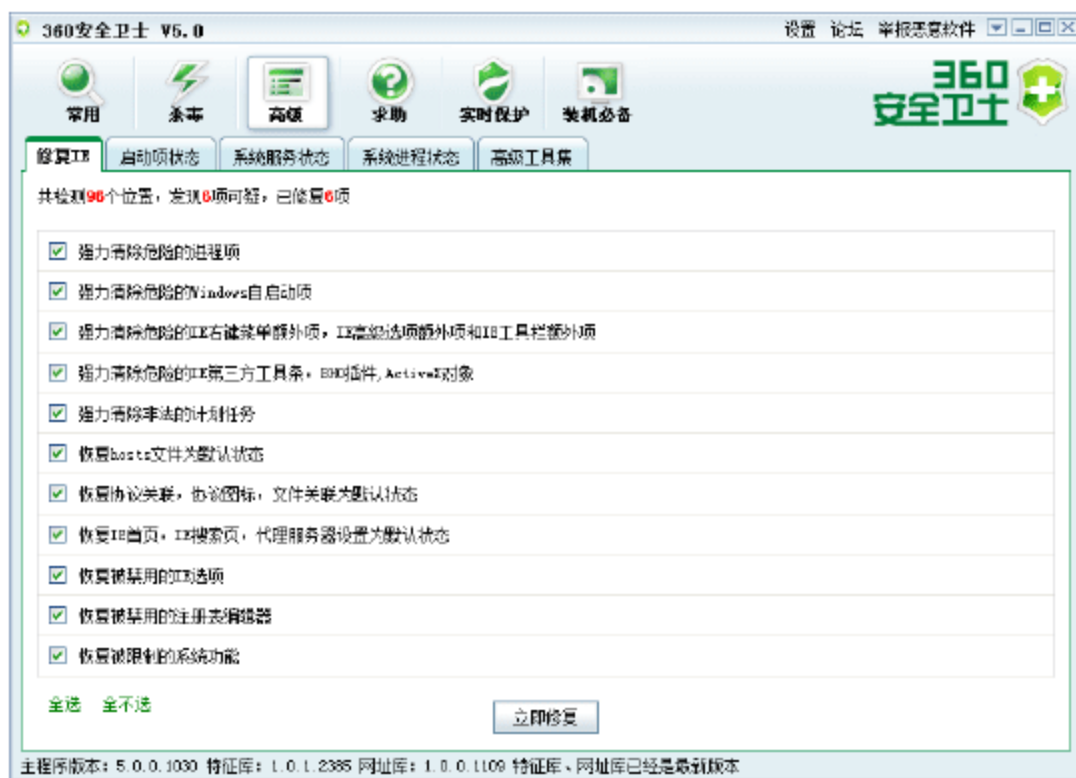 360安全卫士 V5.0
设置 论坛 举报恶意软件
常用 杀毒 高级 求助 实时保护 装机必备
360
安全卫士
修复IE 启动项状态 系统服务状态 系统进程状态 高级工具集
共检测96个位置，发现6项可疑，已修复6项
强力清除危险的进程项
强力清除危险的Windows自启动项
强力清除危险的IE右键菜单额外项，IE高级选项额外项和IE工具栏额外项
强力清除危险的IE第三方工具条，BHO插件,ActiveX对象
强力清除非法的计划任务
恢复hosts文件为默认状态
恢复协议关联，协议图标，文件关联为默认状态
恢复IE首页，IE搜索页，代理服务器设置为默认状态
恢复被禁用的IE选项
恢复被禁用的注册表编辑器
恢复被限制的系统功能
全选 全不选
立即修复
主程序版本：5.0.0.1030 特征库：1.0.1.2385 网址库：1.0.0.1109 特征库、网址库已经是最新版本